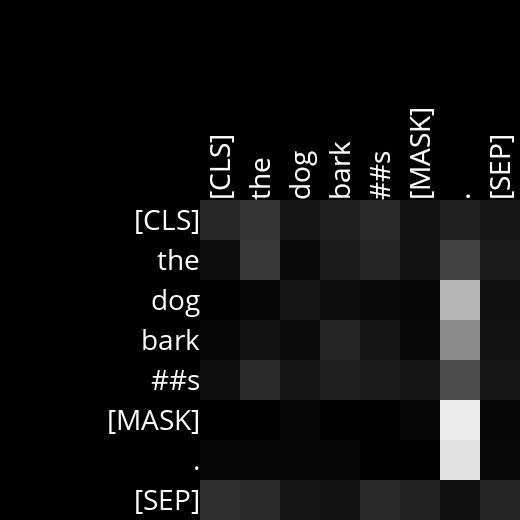 [CLS] the dog bark ##s [MASK] . [SEP]
[CLS]
the
dog
bark
##s
[MASK]
.
[SEP]